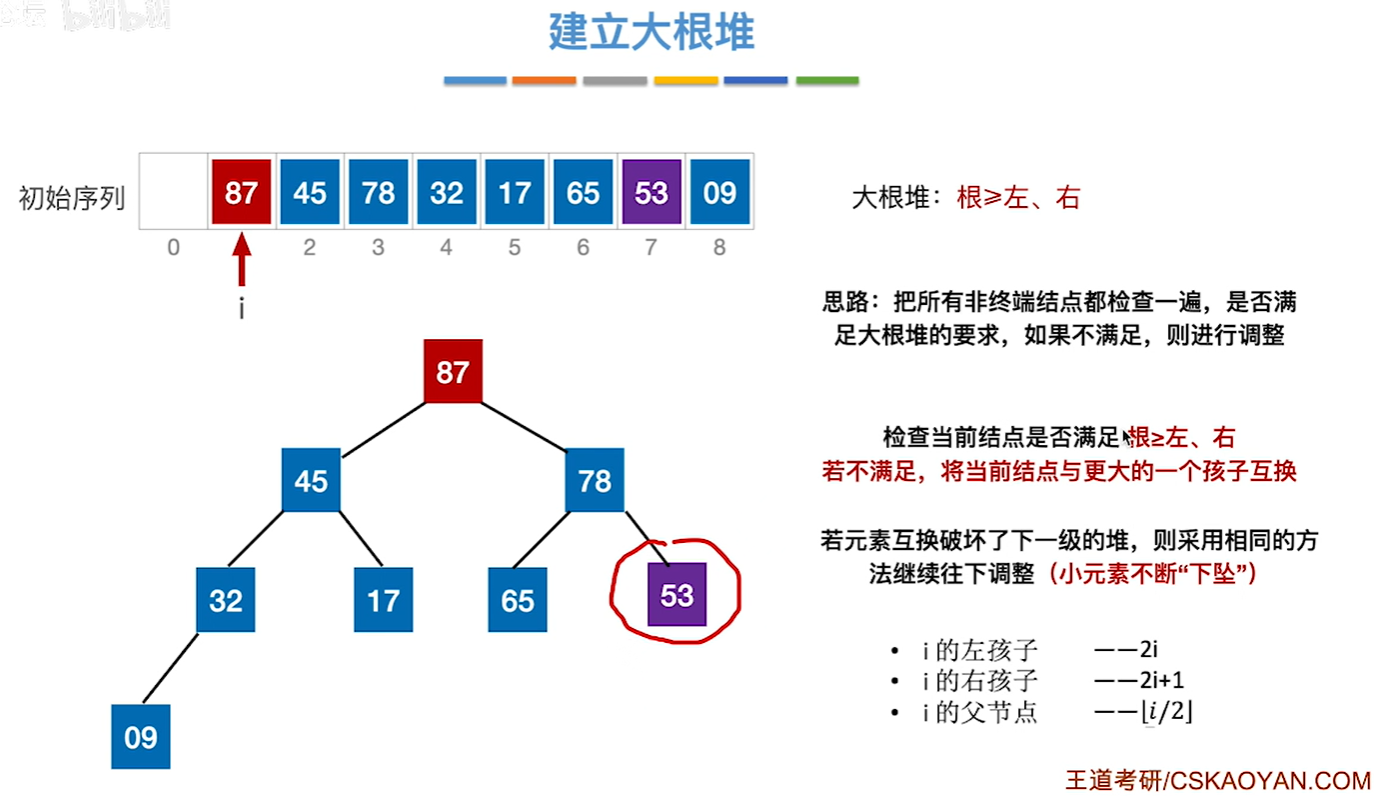 bilibili
建立大根堆
初始序列
87 45 78 32 17 65 53 09
0 2 3 4 5 6 7 8
i
大根堆：根≥左、右
思路：把所有非终端结点都检查一遍，是否满
足大根堆的要求，如果不满足，则进行调整
87
45 78
32 17 65 53
09
检查当前结点是否满足根≥左、右
若不满足，将当前结点与更大的一个孩子互换
若元素互换破坏了下一级的堆，则采用相同的方
法继续往下调整（小元素不断“下坠”）
• i 的左孩子 ——2i
• i 的右孩子 ——2i+1
• i 的父节点 ——⌊i/2⌋
王道考研/CSKAOYAN.COM